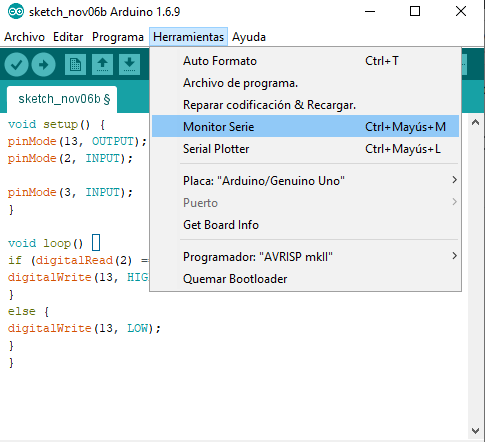 sketch_nov06b Arduino 1.6.9
Archivo Editar Programa Herramientas Ayuda
Auto Formato Ctrl+T
Archivo de programa.
Reparar codificación & Recargar.
Monitor Serie Ctrl+Mayús+M
Serial Plotter Ctrl+Mayús+L
Placa: "Arduino/Genuino Uno"
Puerto
Get Board Info
Programador: "AVRISP mkII"
Quemar Bootloader
sketch_nov06b §
void setup() {
pinMode(13, OUTPUT);
pinMode(2, INPUT);
pinMode(3, INPUT);
}
void loop() {
if (digitalRead(2) ==
digitalWrite(13, HIG
}
else {
digitalWrite(13, LOW);
}
}